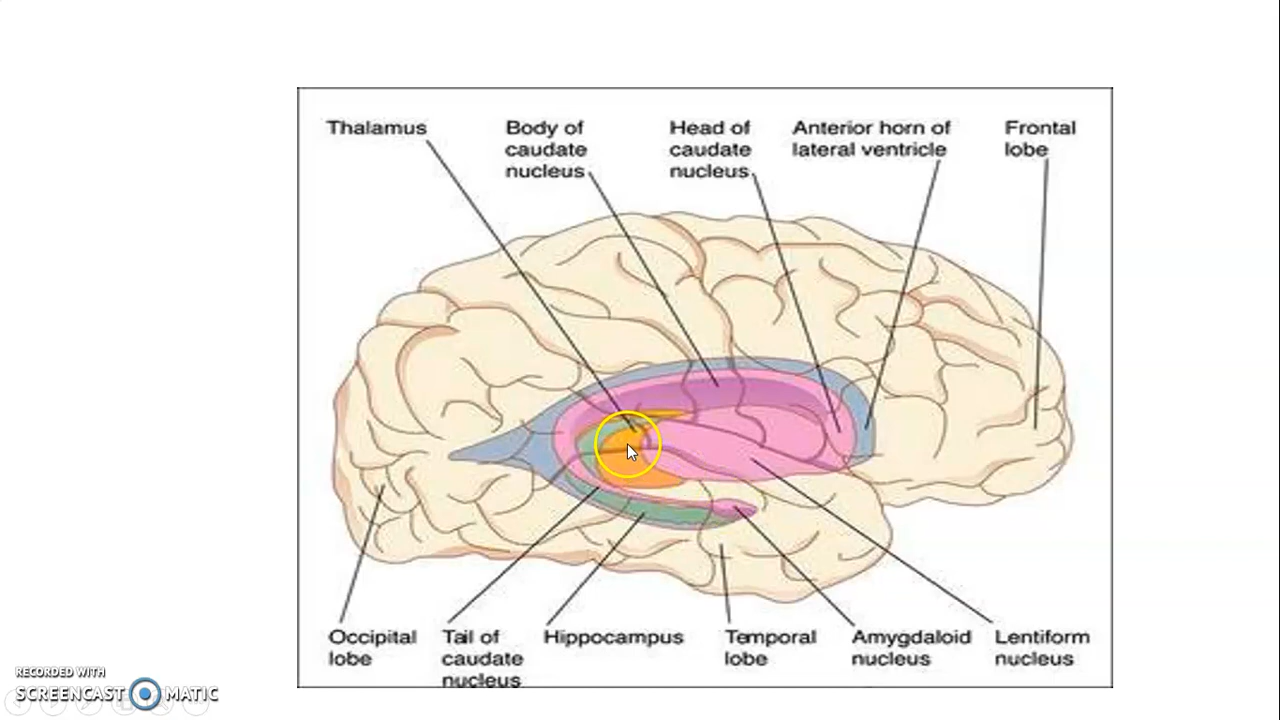 Thalamus
Body of
caudate
nucleus
Head of
caudate
nucleus
Anterior horn of
lateral ventricle
Frontal
lobe
Occipital
lobe
Tail of
caudate
nucleus
Hippocampus
Temporal
lobe
Amygdaloid
nucleus
Lentiform
nucleus
RECORDED WITH
SCREENCAST MATIC